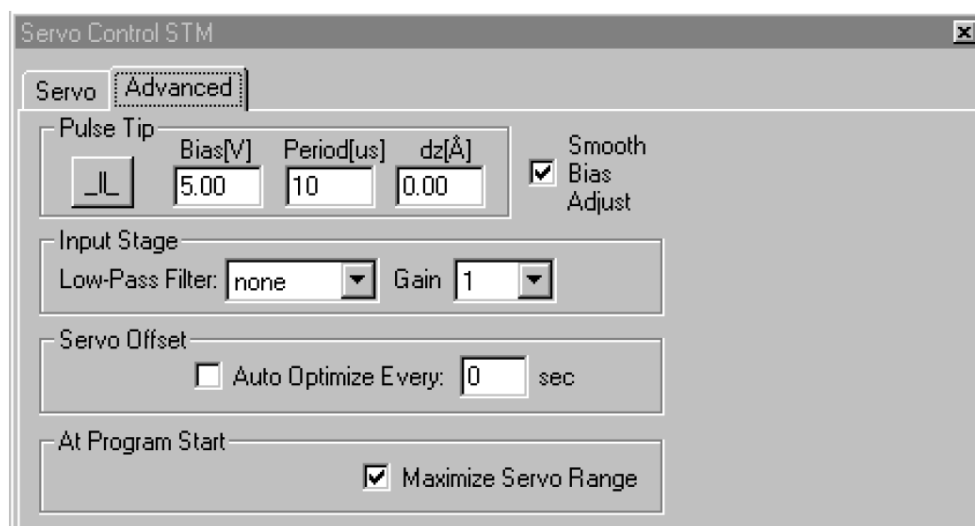 Servo Control STM
Servo Advanced
Pulse Tip
Bias[V] Period[us] dz[Å]
5.00 10 0.00
Smooth
Bias
Adjust
Input Stage
Low-Pass Filter: none Gain 1
Servo Offset
Auto Optimize Every: 0 sec
At Program Start
Maximize Servo Range